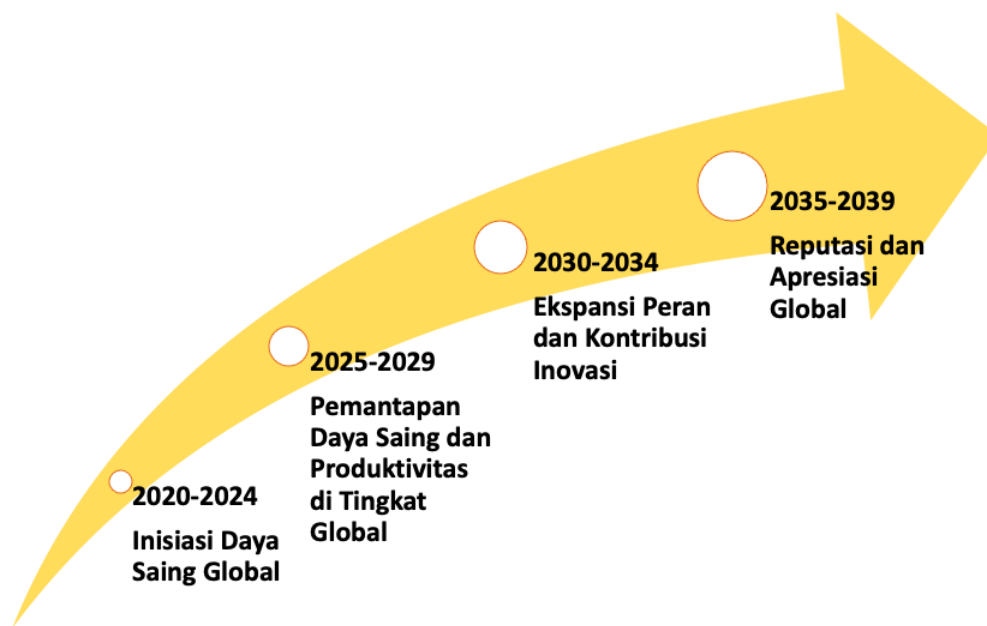 2020-2024
Inisiasi Daya
Saing Global
2025-2029
Pemantapan
Daya Saing dan
Produktivitas
di Tingkat
Global
2030-2034
Ekspansi Peran
dan Kontribusi
Inovasi
2035-2039
Reputasi dan
Apresiasi
Global